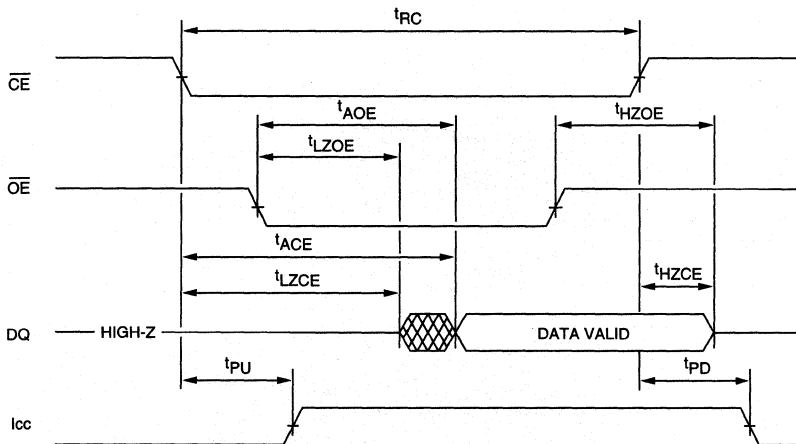 tRC
CE
tAOE
tHZOE
tLZOE
OE
tACE
tLZCE
tHZCE
DQ HIGH-Z DATA VALID
tPU
tPD
Icc